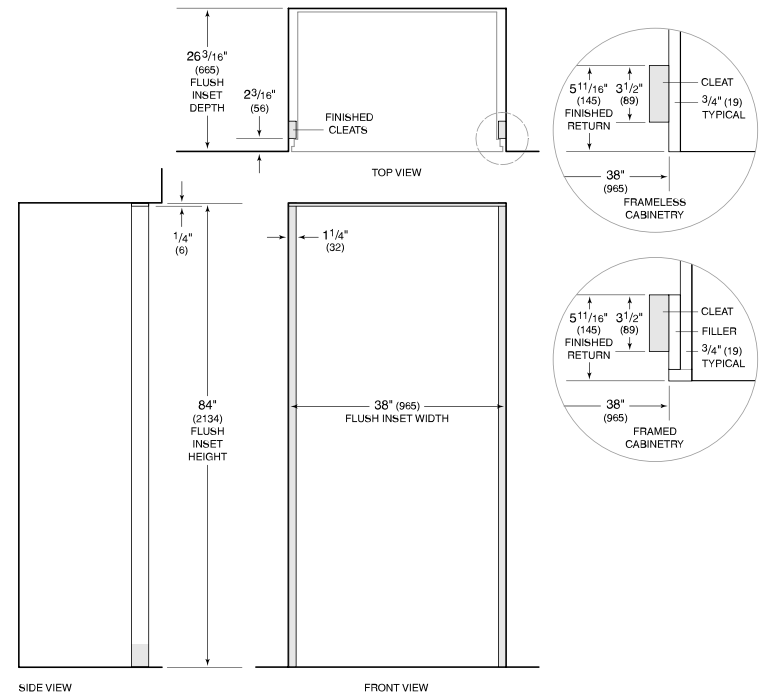 26 3/16"
(665)
FLUSH
INSET
DEPTH
2 3/16"
(56)
FINISHED
CLEATS
TOP VIEW
5 11/16"
(145)
FINISHED
RETURN
3 1/2"
(89)
CLEAT
3/4" (19)
TYPICAL
38"
(965)
FRAMELESS
CABINETRY
1/4"
(6)
1 1/4"
(32)
5 11/16"
(145)
FINISHED
RETURN
3 1/2"
(89)
CLEAT
FILLER
3/4" (19)
TYPICAL
38"
(965)
FRAMED
CABINETRY
84"
(2134)
FLUSH
INSET
HEIGHT
38" (965)
FLUSH INSET WIDTH
SIDE VIEW
FRONT VIEW